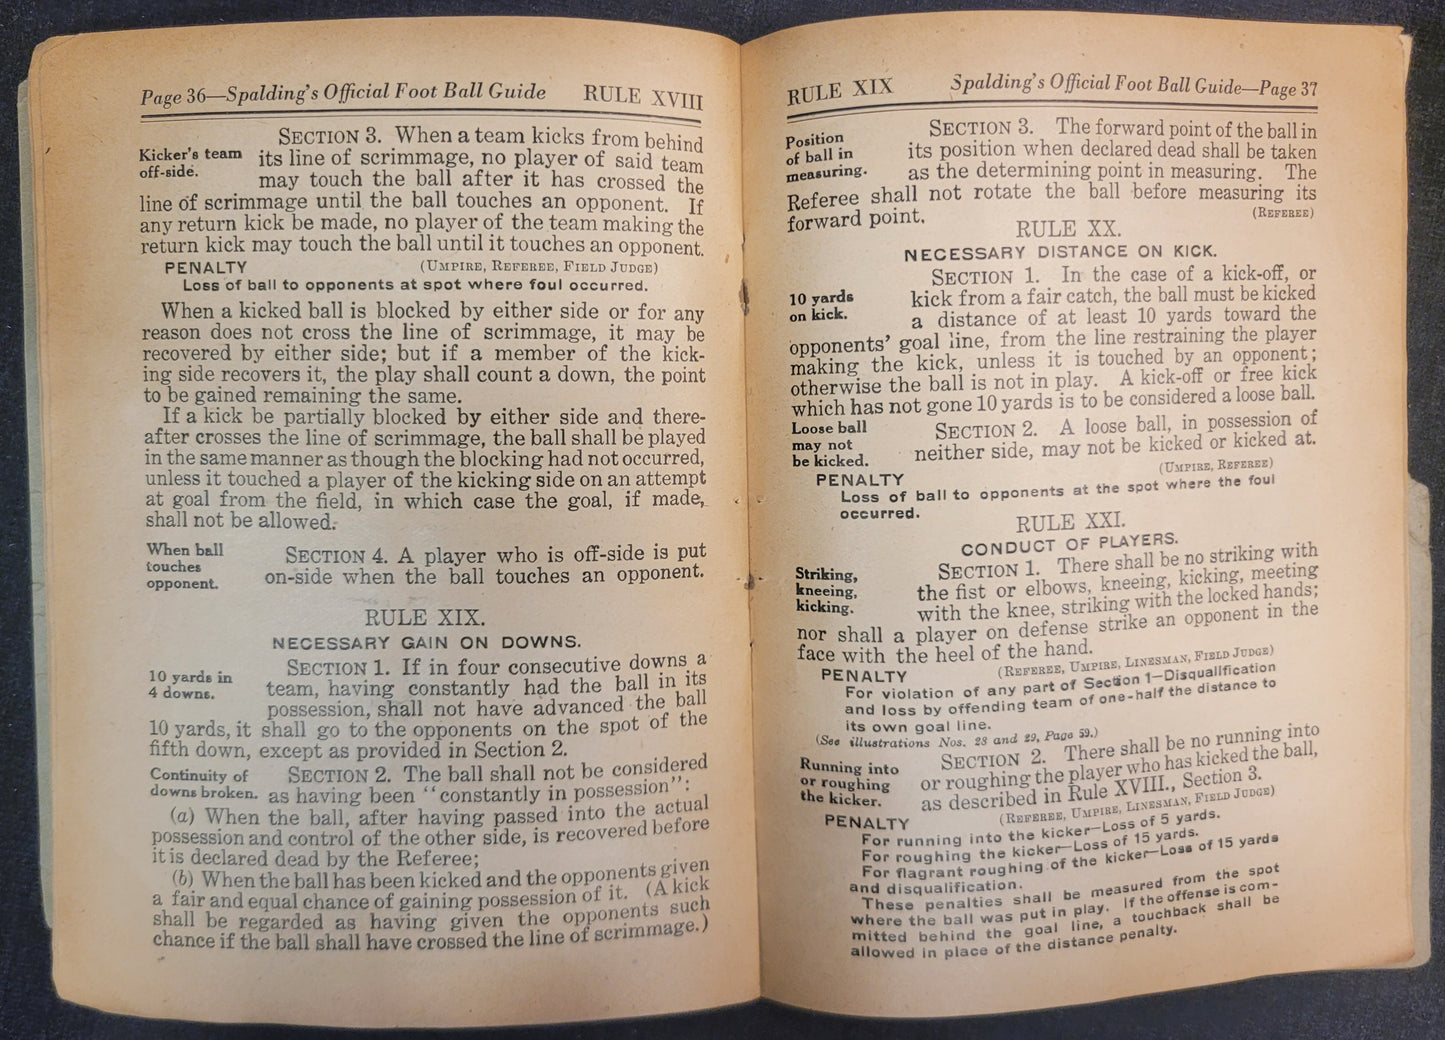 Page 36—Spalding's Official Foot Ball Guide RULE XVIII
Kicker's team
off-side.
SECTION 3. When a team kicks from behind
its line of scrimmage, no player of said team
may touch the ball after it has crossed the
line of scrimmage until the ball touches an opponent. If
any return kick be made, no player of the team making the
return kick may touch the ball until it touches an opponent.
PENALTY (UMPIRE, REFEREE, FIELD JUDGE)
Loss of ball to opponents at spot where foul occurred.
When a kicked ball is blocked by either side or for any
reason does not cross the line of scrimmage, it may be
recovered by either side; but if a member of the kick-
ing side recovers it, the play shall count a down, the point
to be gained remaining the same.
If a kick be partially blocked by either side and there-
after crosses the line of scrimmage, the ball shall be played
in the same manner as though the blocking had not occurred,
unless it touched a player of the kicking side on an attempt
at goal from the field, in which case the goal, if made,
shall not be allowed.
When ball
touches
opponent.
SECTION 4. A player who is off-side is put
on-side when the ball touches an opponent.
RULE XIX.
NECESSARY GAIN ON DOWNS.
10 yards in
4 downs.
SECTION 1. If in four consecutive downs a
team, having constantly had the ball in its
possession, shall not have advanced the ball
10 yards, it shall go to the opponents on the spot of the
fifth down, except as provided in Section 2.
Continuity of
downs broken.
SECTION 2. The ball shall not be considered
as having been "constantly in possession":
(a) When the ball, after having passed into the actual
possession and control of the other side, is recovered before
it is declared dead by the Referee;
(b) When the ball has been kicked and the opponents given
a fair and equal chance of gaining possession of it. (A kick
shall be regarded as having given the opponents such
chance if the ball shall have crossed the line of scrimmage.)
RULE XIX Spalding's Official Foot Ball Guide—Page 37
Position
of ball in
measuring.
SECTION 3. The forward point of the ball in
its position when declared dead shall be taken
as the determining point in measuring. The
Referee shall not rotate the ball before measuring its
forward point. (REFEREE)
RULE XX.
NECESSARY DISTANCE ON KICK.
10 yards
on kick.
SECTION 1. In the case of a kick-off, or
kick from a fair catch, the ball must be kicked
a distance of at least 10 yards toward the
opponents' goal line, from the line restraining the player
making the kick, unless it is touched by an opponent;
otherwise the ball is not in play. A kick-off or free kick
which has not gone 10 yards is to be considered a loose ball.
Loose ball
may not
be kicked.
SECTION 2. A loose ball, in possession of
neither side, may not be kicked or kicked at.
(UMPIRE, REFEREE)
PENALTY
Loss of ball to opponents at the spot where the foul
occurred.
RULE XXI.
CONDUCT OF PLAYERS.
Striking,
kneeing,
kicking.
SECTION 1. There shall be no striking with
the fist or elbows, kneeing, kicking, meeting
with the knee, striking with the locked hands;
nor shall a player on defense strike an opponent in the
face with the heel of the hand.
(REFEREE, UMPIRE, LINESMAN, FIELD JUDGE)
PENALTY
For violation of any part of Section 1—Disqualification
and loss by offending team of one-half the distance to
its own goal line.
(See illustrations Nos. 28 and 29, Page 59.)
Running into
or roughing
the kicker.
SECTION 2. There shall be no running into
or roughing the player who has kicked the ball,
as described in Rule XVIII., Section 3.
(REFEREE, UMPIRE, LINESMAN, FIELD JUDGE)
PENALTY
For running into the kicker—Loss of 5 yards.
For roughing the kicker—Loss of 15 yards.
For flagrant roughing of the kicker—Loss of 15 yards
and disqualification.
These penalties shall be measured from the spot
where the ball was put in play. If the offense is com-
mitted behind the goal line, a touchback shall be
allowed in place of the distance penalty.